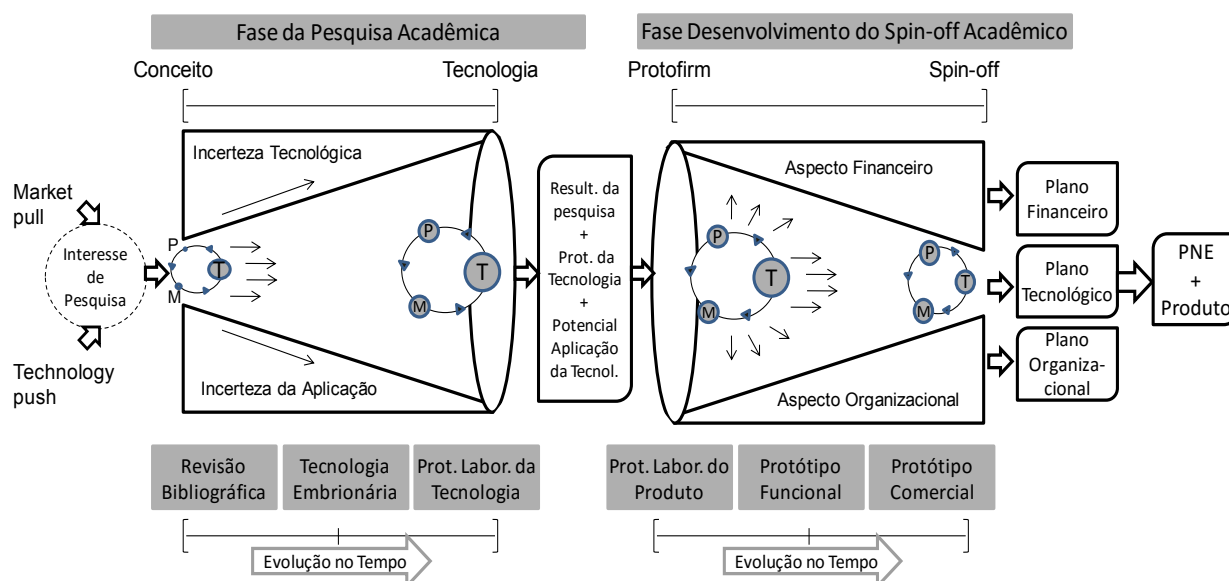 Fase da Pesquisa Acadêmica
Fase Desenvolvimento do Spin-off Acadêmico
Conceito
Tecnologia
Protofirm
Spin-off
Market
pull
Interesse
de
Pesquisa
Technology
push
Incerteza Tecnológica
P
T
M
P
T
M
Incerteza da Aplicação
Result. da
pesquisa
+
Prot. da
Tecnologia
+
Potencial
Aplicação
da Tecnol.
Aspecto Financeiro
P
T
M
P
T
M
Aspecto Organizacional
Plano
Financeiro
Plano
Tecnológico
Plano
Organiza-
cional
PNE
+
Produto
Revisão
Bibliográfica
Tecnologia
Embrionária
Prot. Labor. da
Tecnologia
Prot. Labor. do
Produto
Protótipo
Funcional
Protótipo
Comercial
Evolução no Tempo
Evolução no Tempo